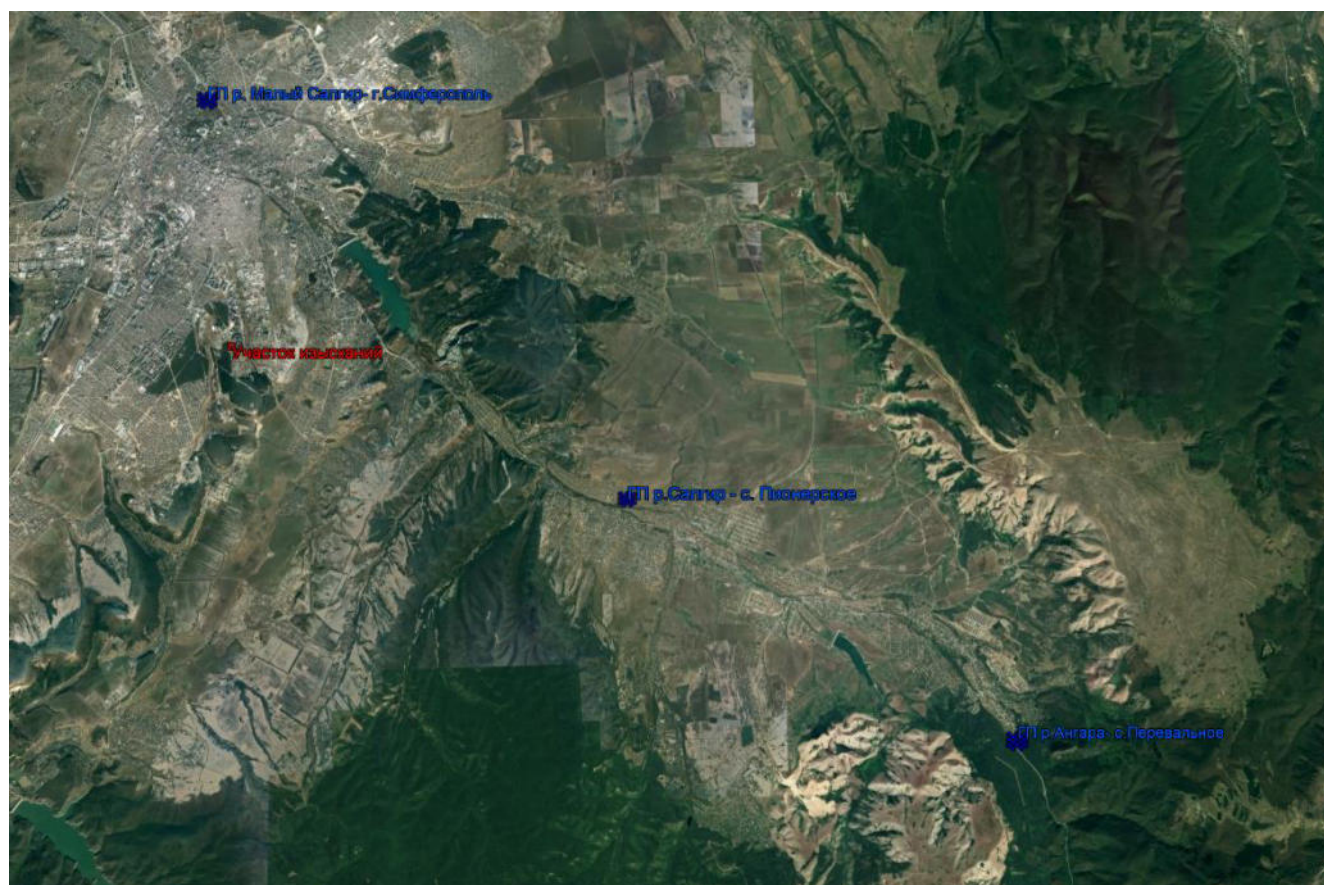 ГП р. Малый Салгир- г.Симферополь
Участок изысканий
ГП р.Салгир - с. Пионерское
ГП р.Ангара- с.Перевальное